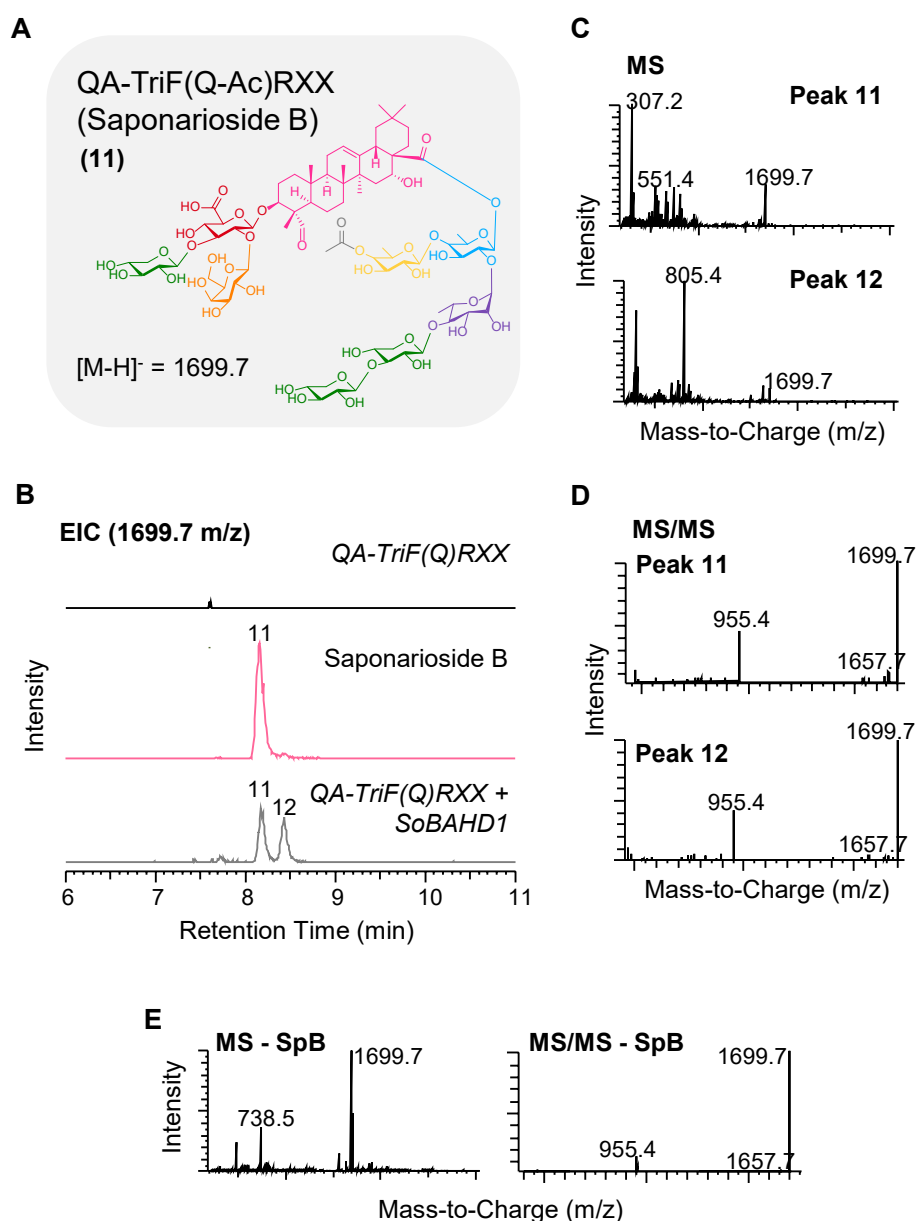 A
QA-TriF(Q-Ac)RXX
(Saponarioside B)
(11)
[M-H]- = 1699.7
B
EIC (1699.7 m/z)
QA-TriF(Q)RXX
11
Saponarioside B
11
12
QA-TriF(Q)RXX +
SoBAHD1
Intensity
6 7 8 9 10 11
Retention Time (min)
C
MS
Peak 11
307.2
551.4
1699.7
Peak 12
805.4
1699.7
Intensity
Mass-to-Charge (m/z)
D
MS/MS
Peak 11
1699.7
955.4
1657.7
Peak 12
1699.7
955.4
1657.7
Intensity
Mass-to-Charge (m/z)
E
MS - SpB
1699.7
738.5
MS/MS - SpB
1699.7
955.4
1657.7
Intensity
Mass-to-Charge (m/z)